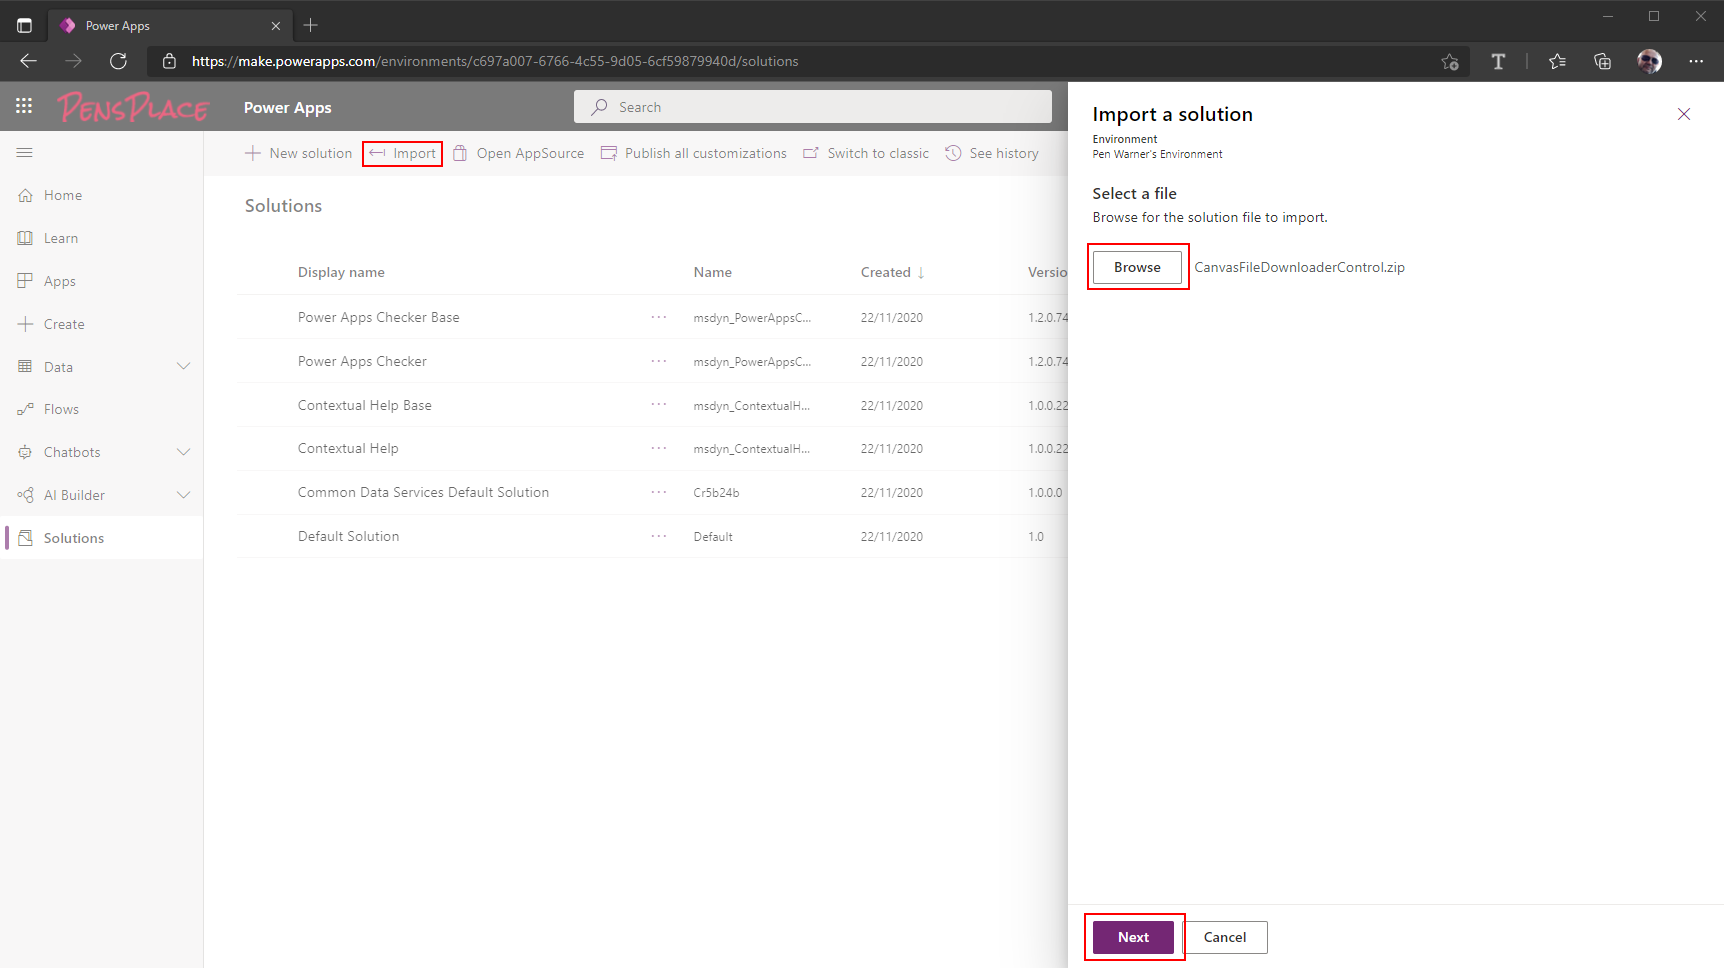 Power Apps
https://make.powerapps.com/environments/c697a007-6766-4c55-9d05-6cf59879940d/solutions
PENSPLACE
Power Apps
Search
New solution
Import
Open AppSource
Publish all customizations
Switch to classic
See history
Home
Learn
Apps
Create
Data
Flows
Chatbots
AI Builder
Solutions
Solutions
Display name Name Created ↓ Versio
Power Apps Checker Base ··· msdyn_PowerAppsC... 22/11/2020 1.2.0.74
Power Apps Checker ··· msdyn_PowerAppsC... 22/11/2020 1.2.0.74
Contextual Help Base ··· msdyn_ContextualH... 22/11/2020 1.0.0.22
Contextual Help ··· msdyn_ContextualH... 22/11/2020 1.0.0.22
Common Data Services Default Solution ··· Cr5b24b 22/11/2020 1.0.0.0
Default Solution ··· Default 22/11/2020 1.0
Import a solution
Environment
Pen Warner's Environment
Select a file
Browse for the solution file to import.
Browse CanvasFileDownloaderControl.zip
Next Cancel